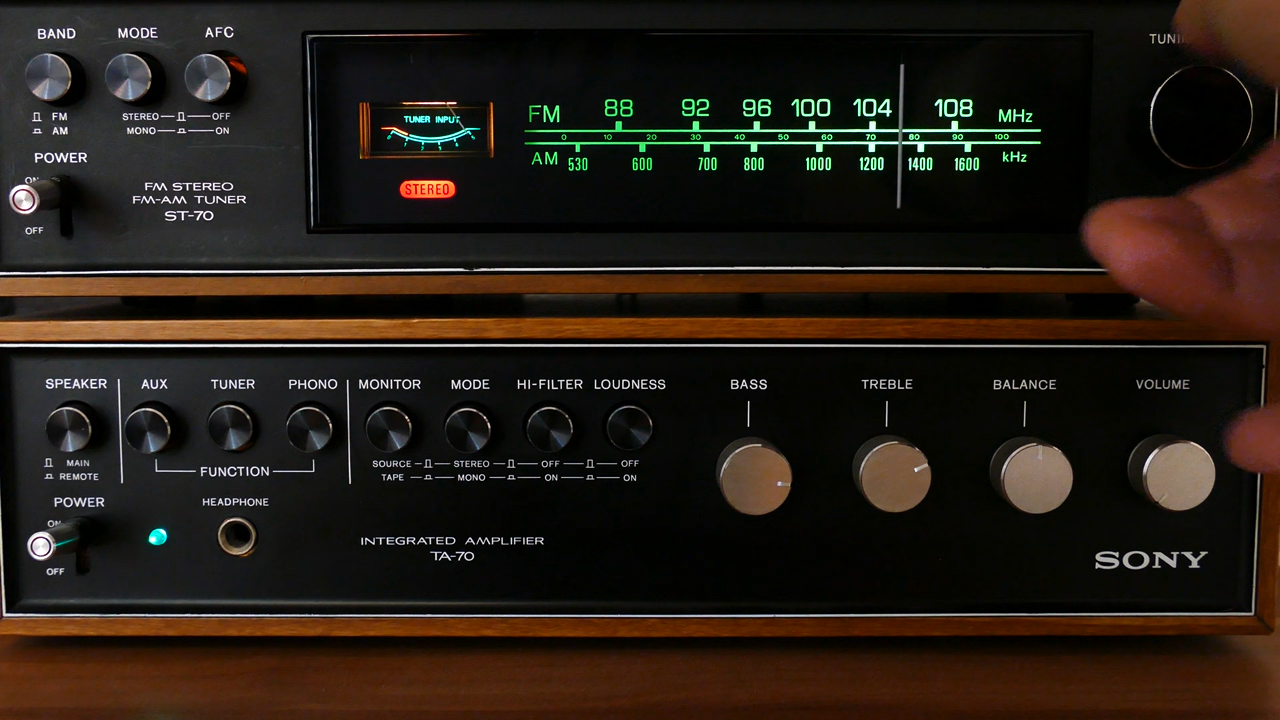 BAND MODE AFC
FM STEREO OFF
AM MONO ON
POWER
ON
OFF
FM STEREO
FM-AM TUNER
ST-70
TUNER INPUT
STEREO
FM 88 92 96 100 104 108 MHz
0 10 20 30 40 50 60 70 80 90 100
AM 530 600 700 800 1000 1200 1400 1600 kHz
SPEAKER AUX TUNER PHONO MONITOR MODE HI-FILTER LOUDNESS BASS TREBLE BALANCE VOLUME
MAIN
REMOTE
FUNCTION
SOURCE STEREO OFF OFF
TAPE MONO ON ON
POWER
ON
OFF
HEADPHONE
INTEGRATED AMPLIFIER
TA-70
SONY